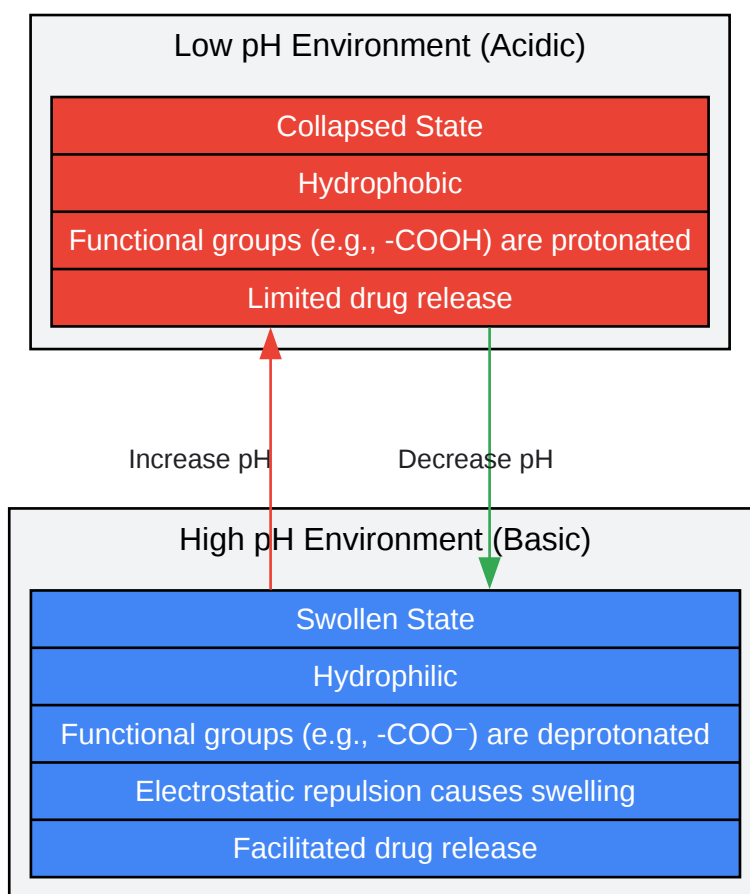 Low pH Environment (Acidic)
Collapsed State
Hydrophobic
Functional groups (e.g., -COOH) are protonated
Limited drug release
Increase pH
Decrease pH
High pH Environment (Basic)
Swollen State
Hydrophilic
Functional groups (e.g., -COO⁻) are deprotonated
Electrostatic repulsion causes swelling
Facilitated drug release